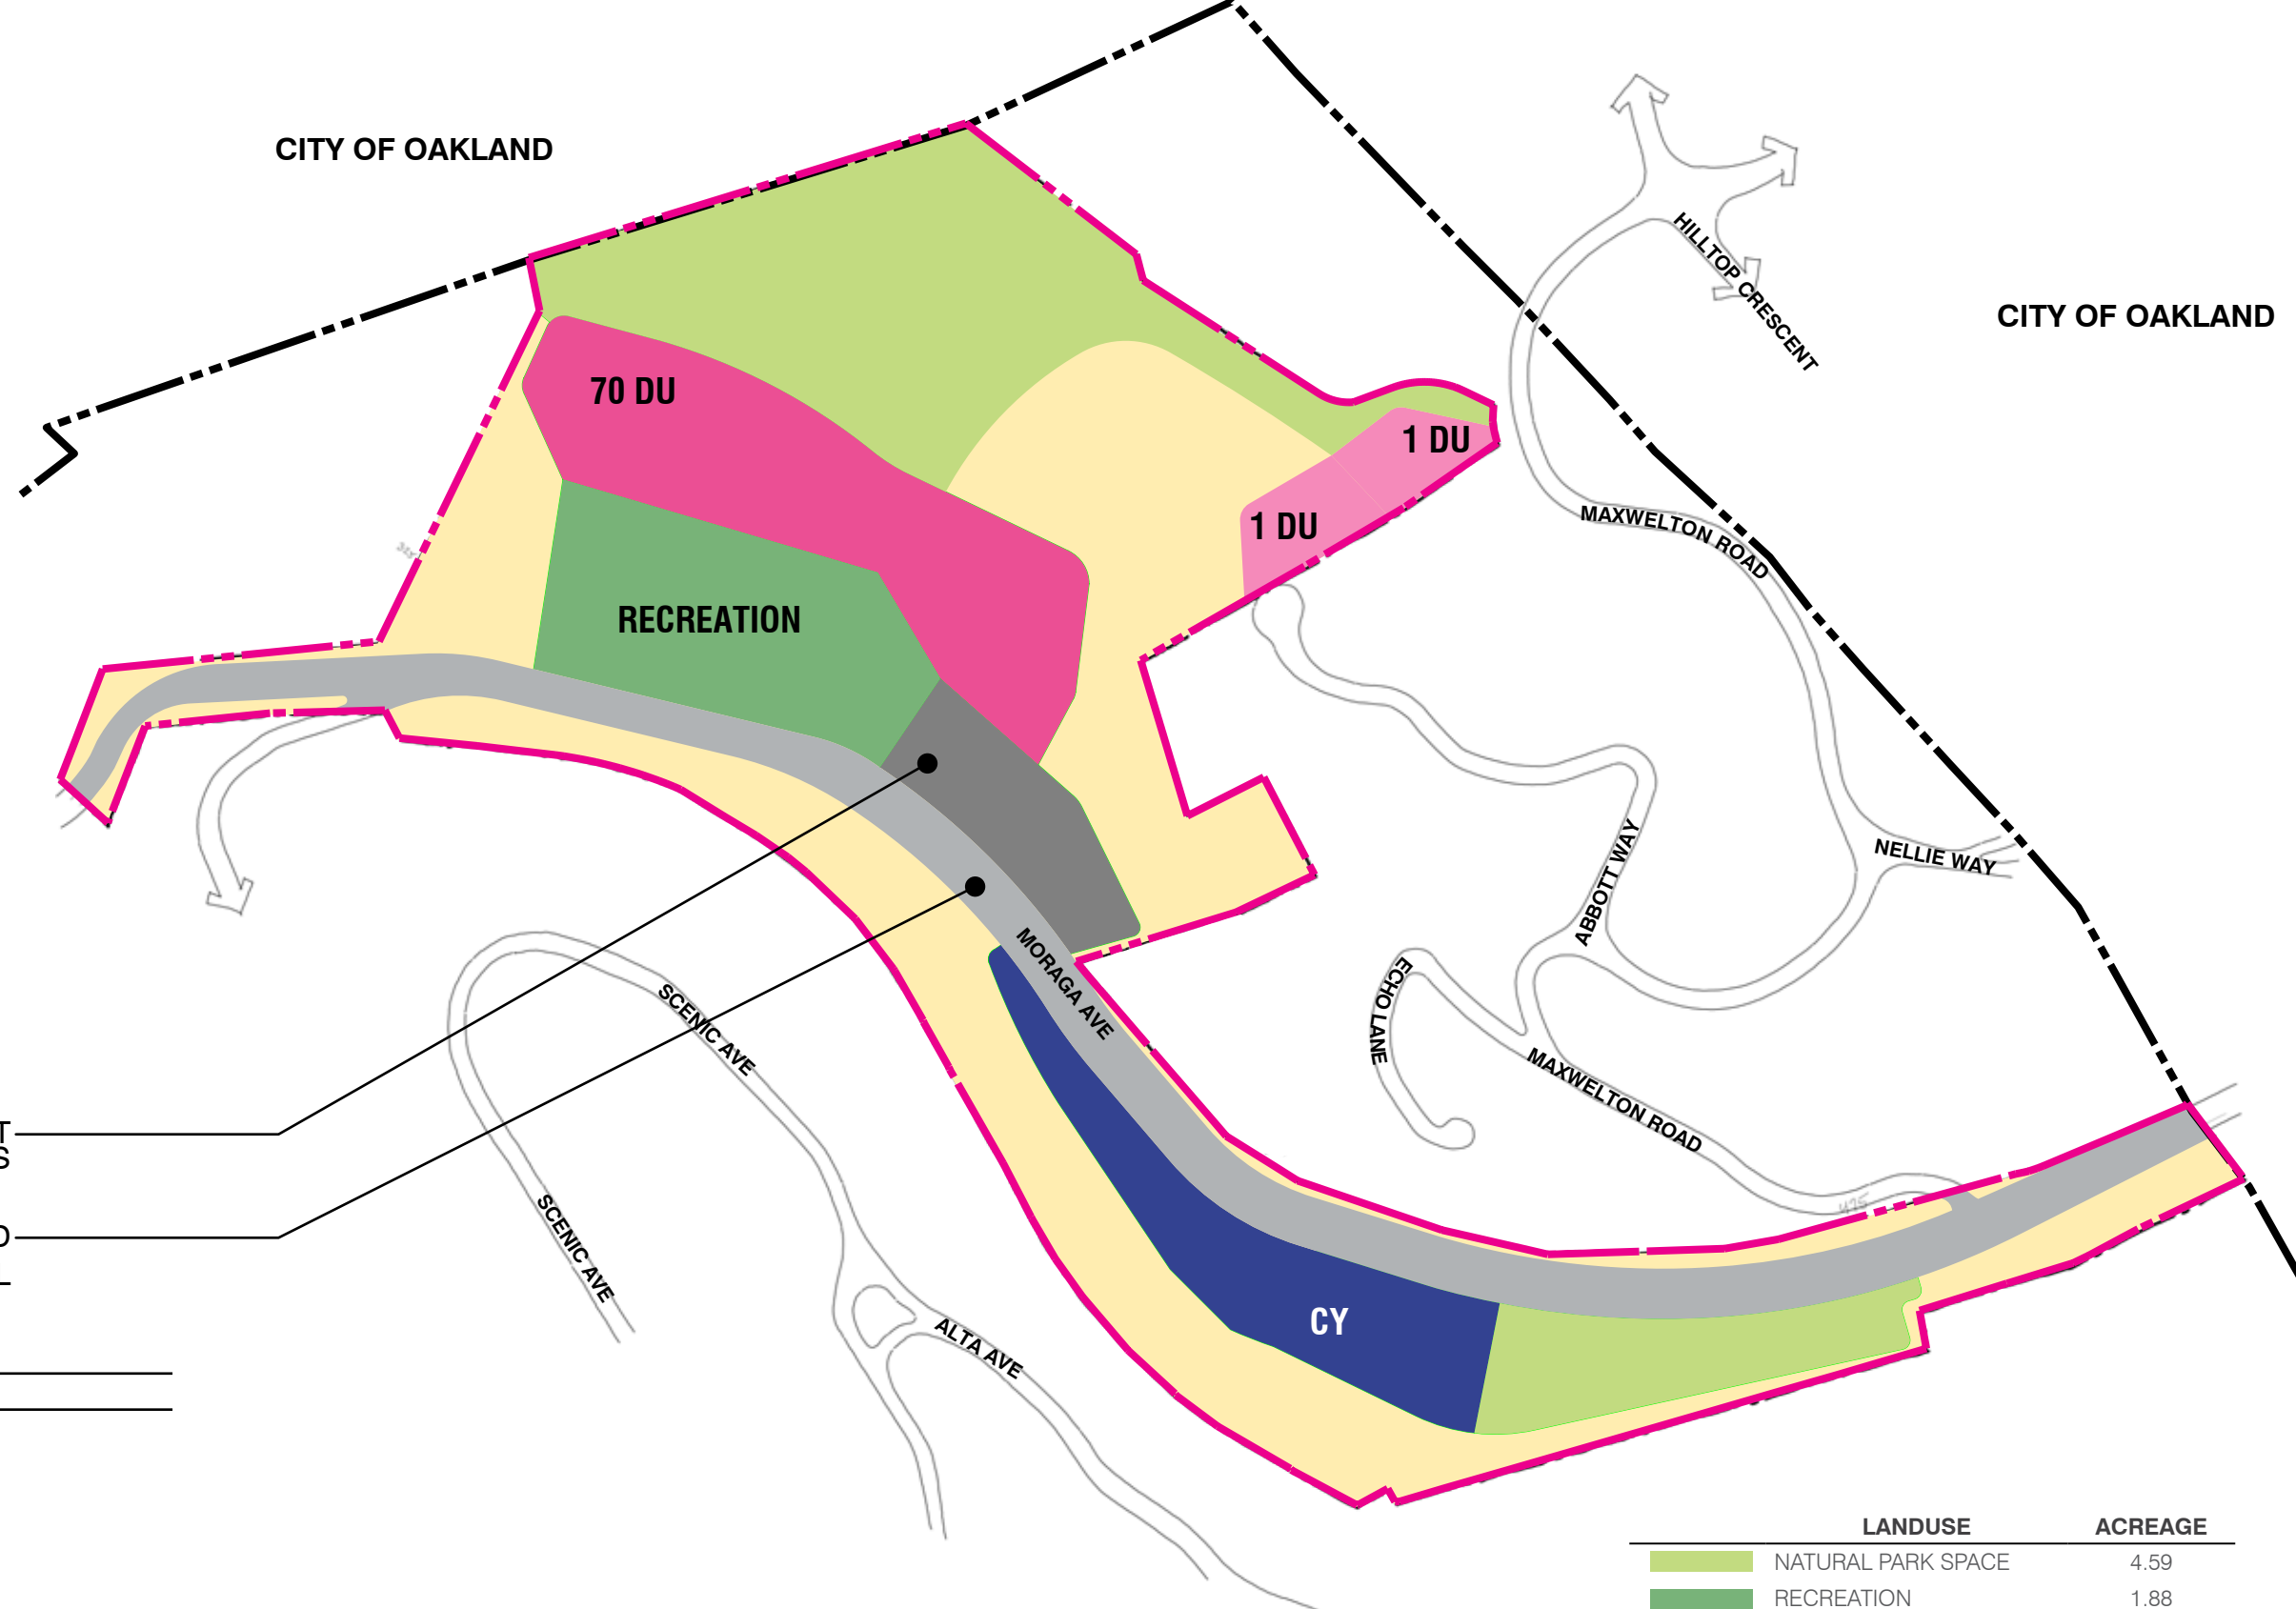 CITY OF OAKLAND
HILLTOP CRESCENT
CITY OF OAKLAND
70 DU
1 DU
1 DU
MAXWELTON ROAD
RECREATION
ABBOTT WAY
NELLIE WAY
MORAGA AVE
ECHO LANE
SCENIC AVE
MAXWELTON ROAD
T
S
SCENIC AVE
D
L
425
CY
ALTA AVE
LANDUSE ACREAGE
NATURAL PARK SPACE 4.59
RECREATION 1.88